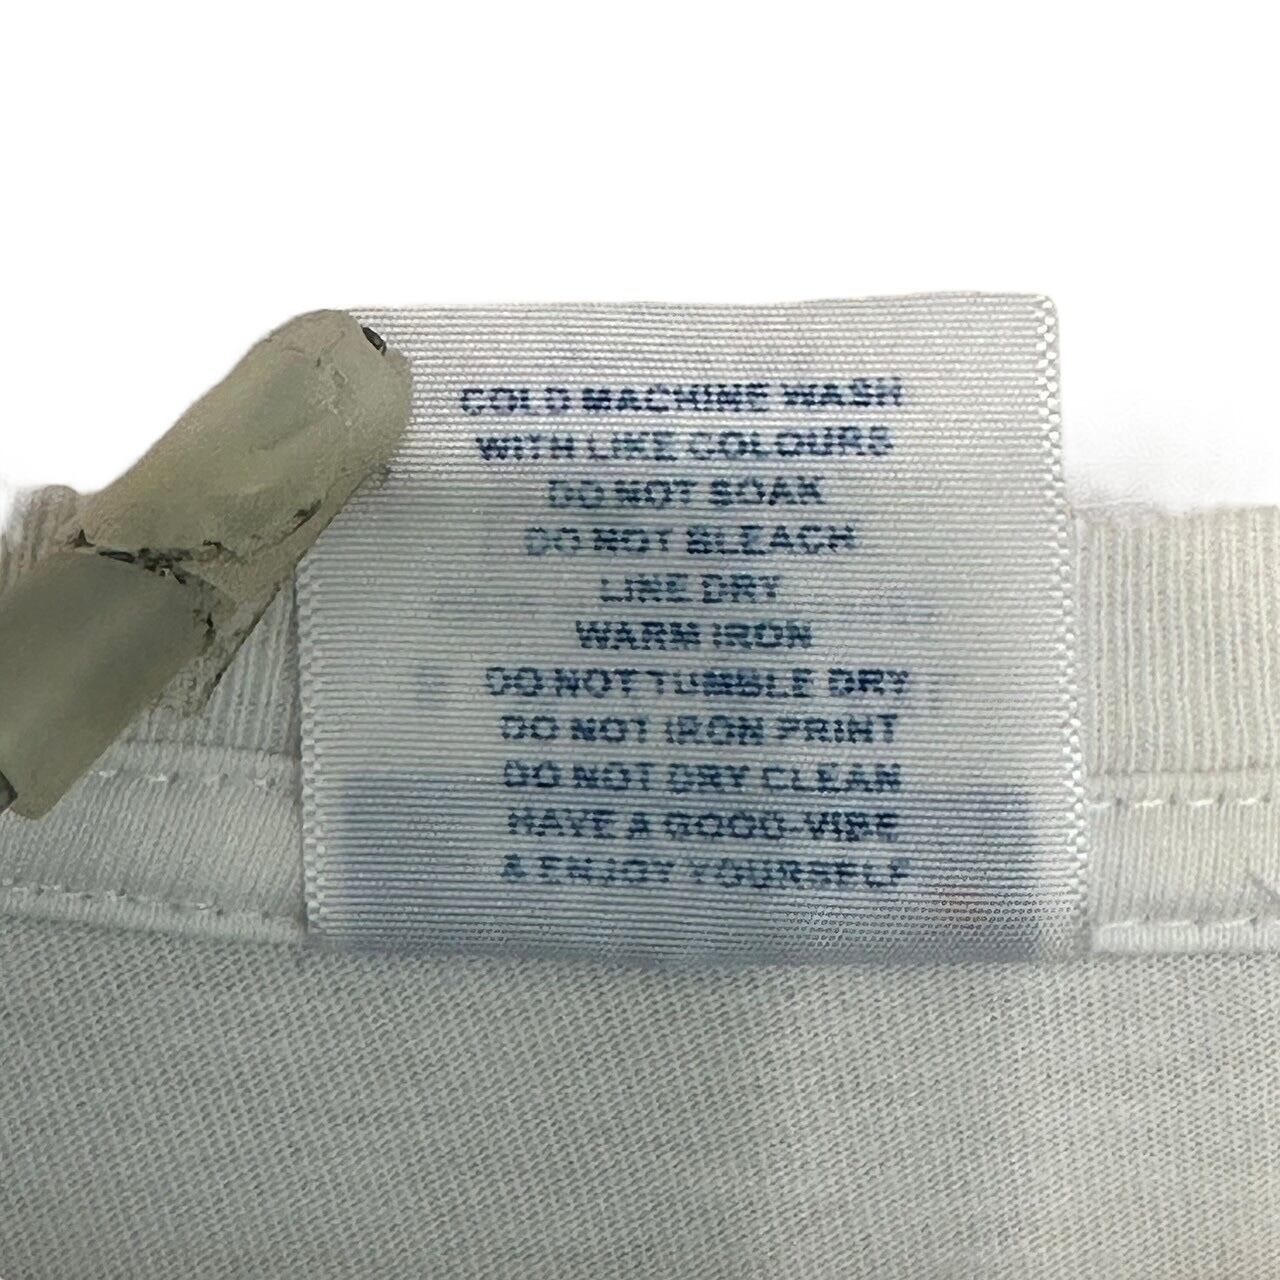 COLD MACHINE WASH
WITH LIKE COLOURS
DO NOT SOAK
DO NOT BLEACH
LINE DRY
WARM IRON
DO NOT TUMBLE DRY
DO NOT IRON PRINT
DO NOT DRY CLEAN
HAVE A GOOD-VIBE
& ENJOY YOURSELF